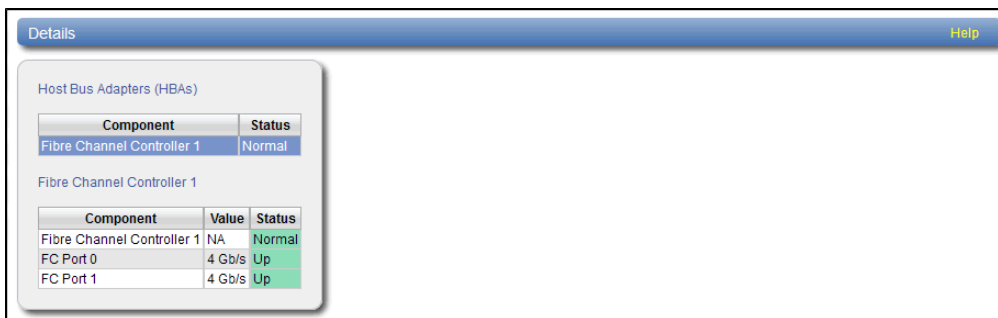 Details Help
Host Bus Adapters (HBAs)
Component Status
Fibre Channel Controller 1 Normal
Fibre Channel Controller 1
Component Value Status
Fibre Channel Controller 1 NA Normal
FC Port 0 4 Gb/s Up
FC Port 1 4 Gb/s Up